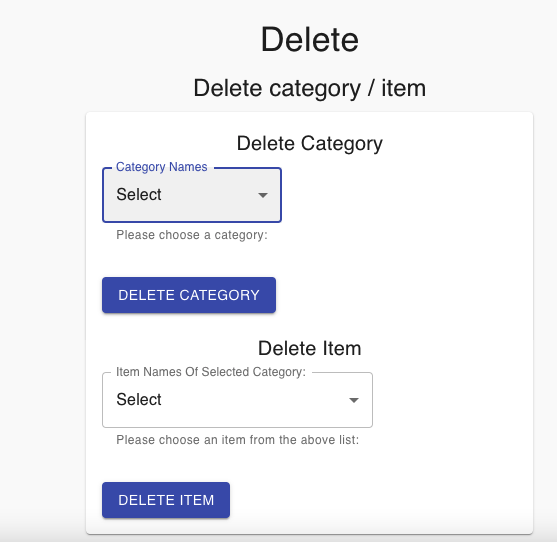 Delete
Delete category / item
Delete Category
Category Names
Select
Please choose a category:
DELETE CATEGORY
Delete Item
Item Names Of Selected Category:
Select
Please choose an item from the above list:
DELETE ITEM